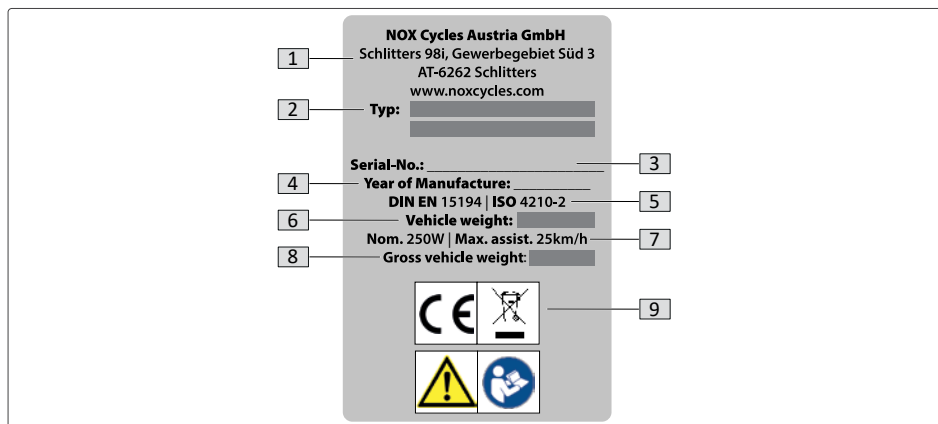 NOX Cycles Austria GmbH
1 Schlitters 98i, Gewerbegebiet Süd 3
AT-6262 Schlitters
www.noxcycles.com
2 Typ:
Serial-No.: 3
4 Year of Manufacture:
DIN EN 15194 | ISO 4210-2 5
6 Vehicle weight:
Nom. 250W | Max. assist. 25km/h 7
8 Gross vehicle weight:
CE 9